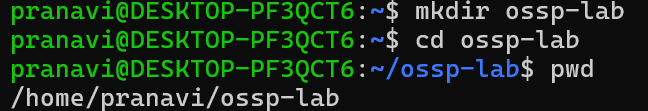 pranavi@DESKTOP-PF3QCT6:~$ mkdir ossp-lab
pranavi@DESKTOP-PF3QCT6:~$ cd ossp-lab
pranavi@DESKTOP-PF3QCT6:~/ossp-lab$ pwd
/home/pranavi/ossp-lab